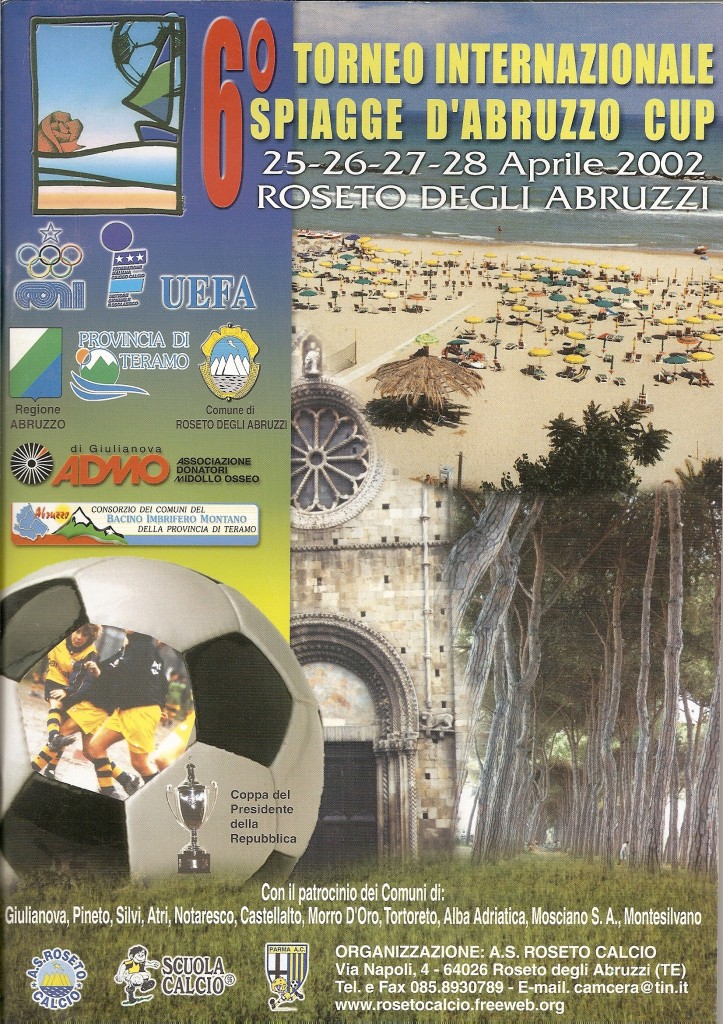 6° TORNEO INTERNAZIONALE
SPIAGGE D'ABRUZZO CUP
25-26-27-28 Aprile 2002
ROSETO DEGLI ABRUZZI
CONI
UEFA
PROVINCIA DI
TERAMO
Regione
ABRUZZO
Comune di
ROSETO DEGLI ABRUZZI
di Giulianova
ADMO
ASSOCIAZIONE
DONATORI
MIDOLLO OSSEO
Abruzzo
CONSORZIO DEI COMUNI DEL
BACINO IMBRIFERO MONTANO
DELLA PROVINCIA DI TERAMO
Coppa del
Presidente
della
Repubblica
Con il patrocinio dei Comuni di:
Giulianova, Pineto, Silvi, Atri, Notaresco, Castellalto, Morro D'Oro, Tortoreto, Alba Adriatica, Mosciano S. A., Montesilvano
A.S. ROSETO
CALCIO
SCUOLA
CALCIO®
PARMA A.C.
ORGANIZZAZIONE: A.S. ROSETO CALCIO
Via Napoli, 4 - 64026 Roseto degli Abruzzi (TE)
Tel. e Fax 085.8930789 - E-mail. camcera@tin.it
www.rosetocalcio.freeweb.org